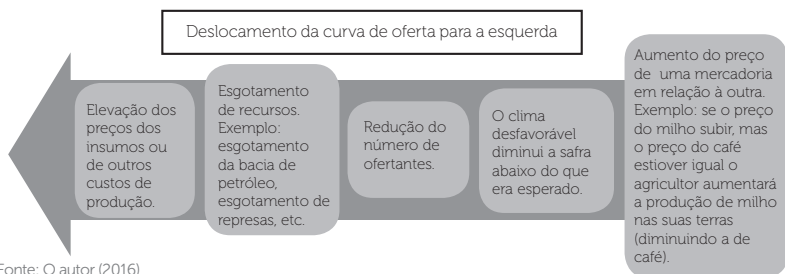 Deslocamento da curva de oferta para a esquerda
Elevação dos
preços dos
insumos ou
de outros
custos de
produção.
Esgotamento
de recursos.
Exemplo:
esgotamento
da bacia de
petróleo,
esgotamento de
represas, etc.
Redução do
número de
ofertantes.
O clima
desfavorável
diminui a safra
abaixo do que
era esperado.
Aumento do preço
de uma mercadoria
em relação à outra.
Exemplo: se o preço
do milho subir, mas
o preço do café
estiover igual o
agricultor aumentará
a produção de milho
nas suas terras
(diminuindo a de
café).
Fonte: O autor (2016)